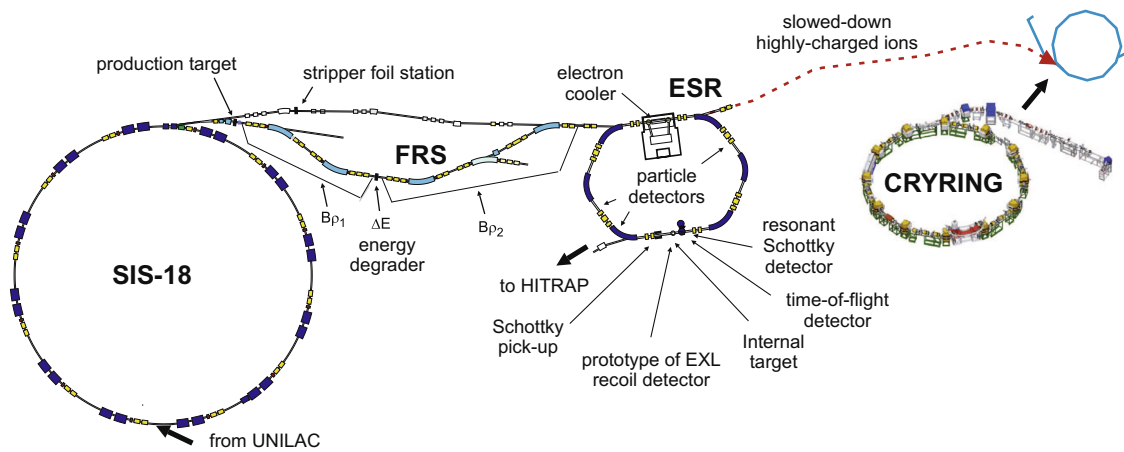 slowed-down
highly-charged ions
production target
stripper foil station
electron
cooler
ESR
FRS
CRYRING
particle
detectors
Bρ1
ΔE
Bρ2
energy
degrader
resonant
Schottky
detector
SIS-18
to HITRAP
time-of-flight
detector
Schottky
pick-up
Internal
target
prototype of EXL
recoil detector
from UNILAC